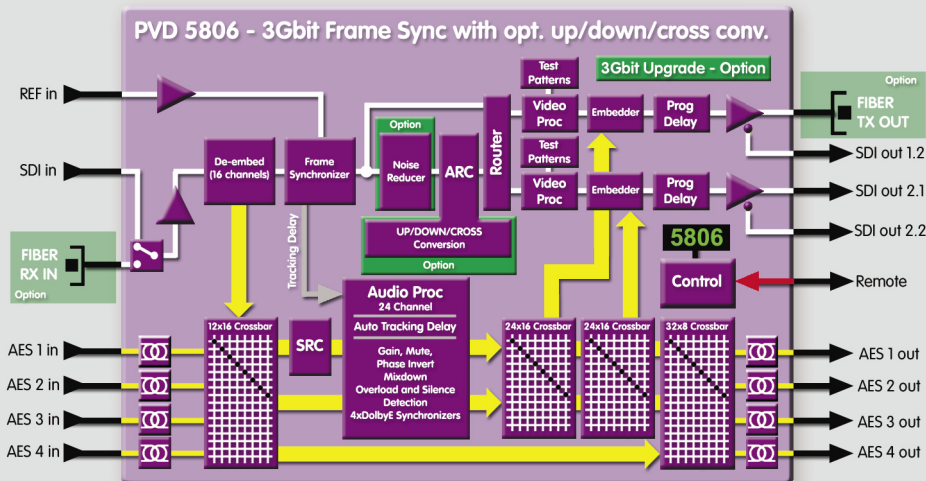 PVD 5806 - 3Gbit Frame Sync with opt. up/down/cross conv.
REF in
SDI in
FIBER
RX IN
Option
De-embed
(16 channels)
Frame
Synchronizer
Tracking Delay
Option
Noise
Reducer
ARC
UP/DOWN/CROSS
Conversion
Option
Router
Test
Patterns
3Gbit Upgrade - Option
Video
Proc
Embedder
Prog
Delay
Test
Patterns
Video
Proc
Embedder
Prog
Delay
Option
FIBER
TX OUT
SDI out 1.2
SDI out 2.1
SDI out 2.2
5806
Control
Remote
Audio Proc
24 Channel
Auto Tracking Delay
Gain, Mute,
Phase Invert
Mixdown
Overload and Silence
Detection
4xDolbyE Synchronizers
12x16 Crossbar
SRC
24x16 Crossbar
24x16 Crossbar
32x8 Crossbar
AES 1 in
AES 2 in
AES 3 in
AES 4 in
AES 1 out
AES 2 out
AES 3 out
AES 4 out